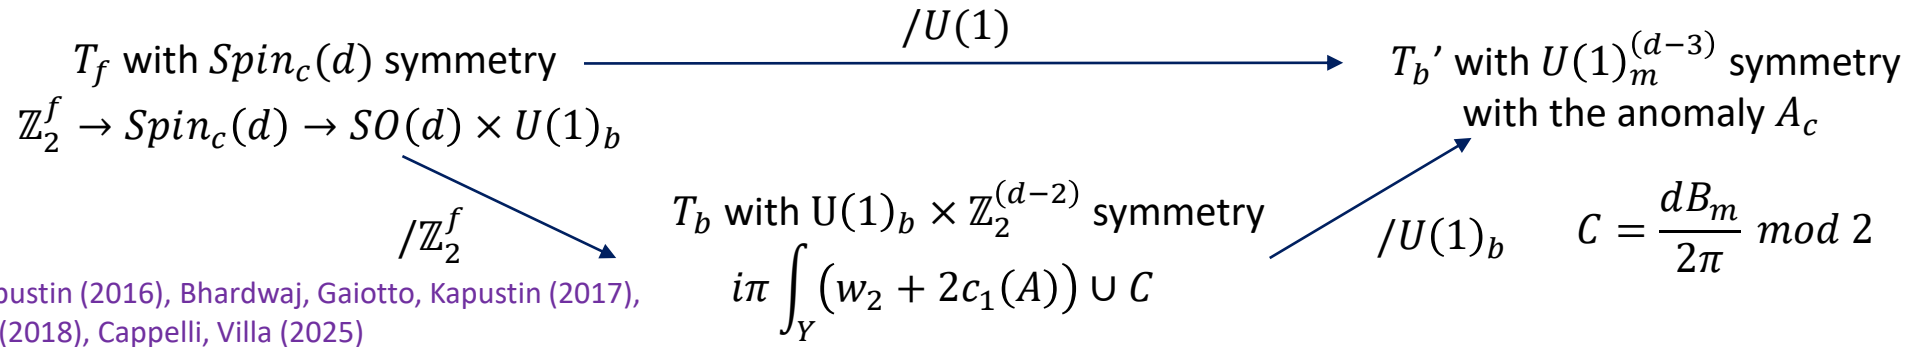 /U(1)
T_f with Spin_c(d) symmetry
ℤ_2^f → Spin_c(d) → SO(d) × U(1)_b
T_b’ with U(1)_m^{(d−3)} symmetry
with the anomaly A_c
/ℤ_2^f
T_b with U(1)_b × ℤ_2^{(d−2)} symmetry
iπ ∫_Y (w_2 + 2c_1(A)) ∪ C
/U(1)_b
C = dB_m / 2π mod 2
(2016), Bhardwaj, Gaiotto, Kapustin (2017),
(2018), Cappelli, Villa (2025)